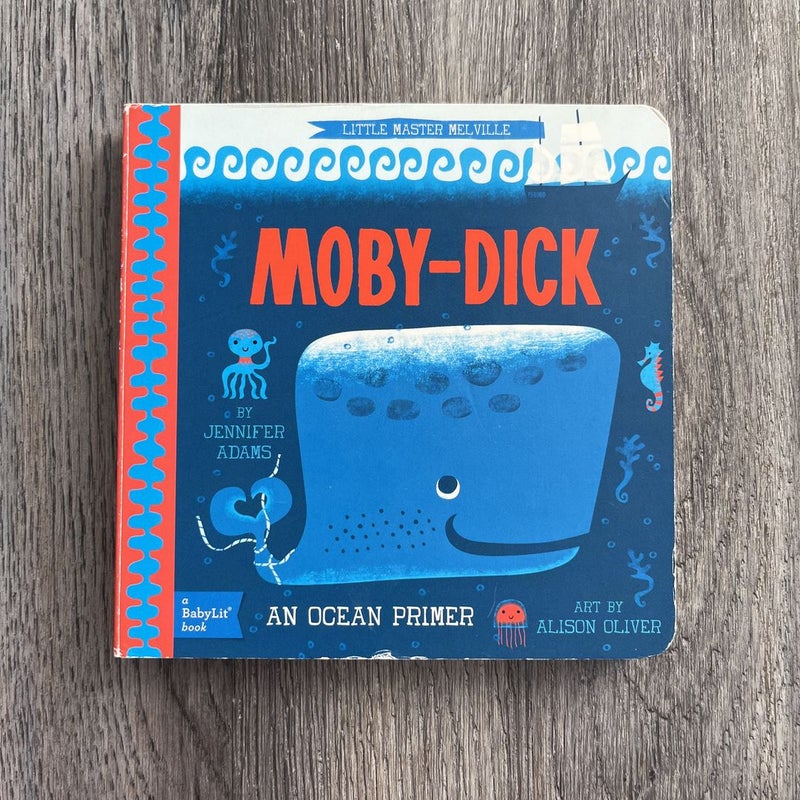 LITTLE MASTER MELVILLE
MOBY-DICK
BY
JENNIFER
ADAMS
a
BabyLit®
book
AN OCEAN PRIMER
ART BY
ALISON OLIVER